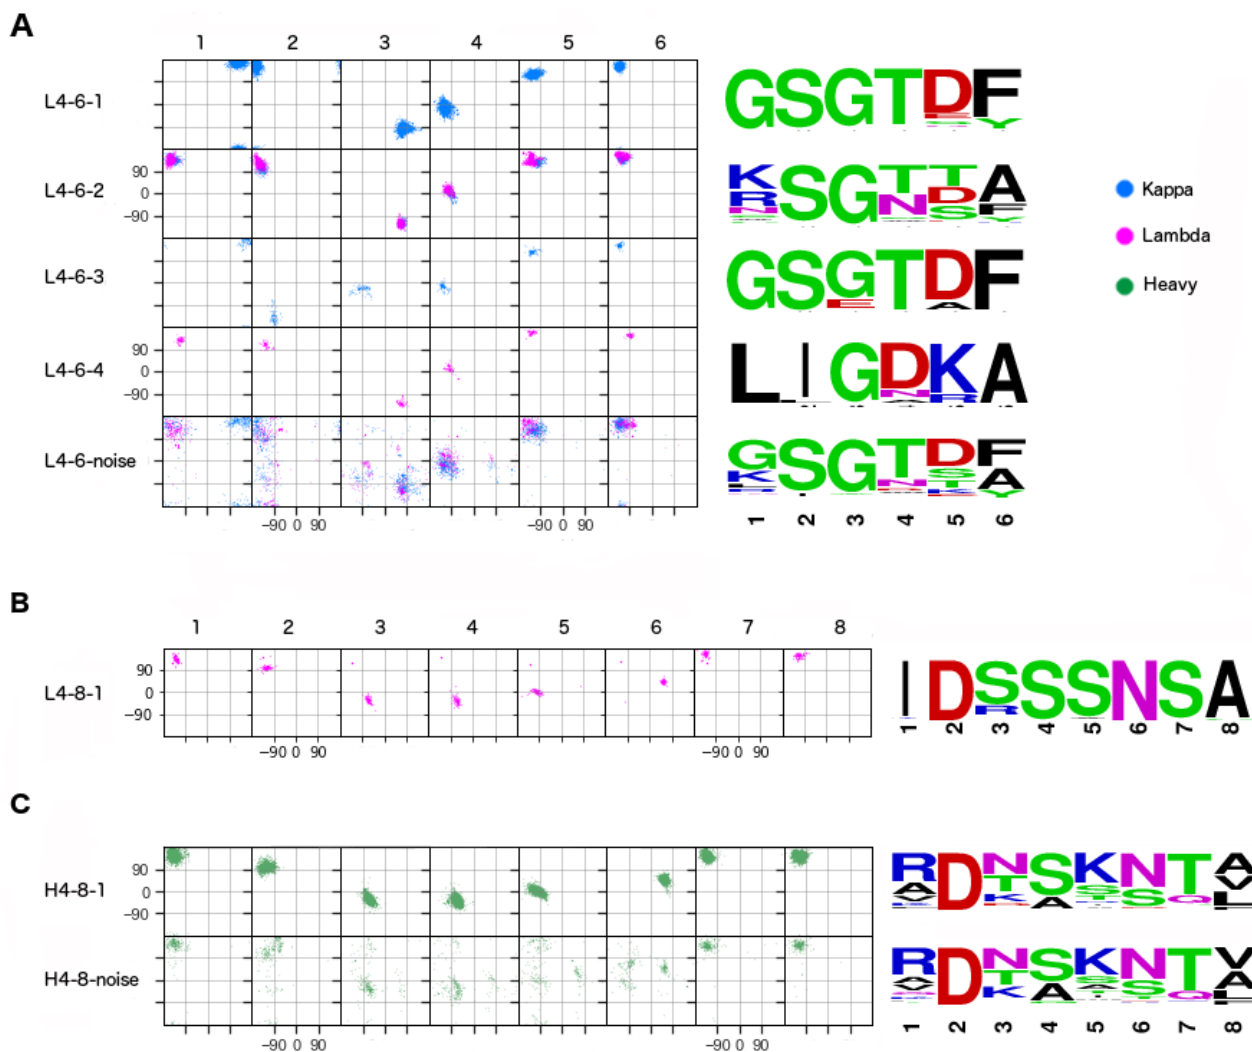 A
1 2 3 4 5 6
L4-6-1
GSGTDF
90
L4-6-2
0
−90
KSGTTA
Kappa
Lambda
Heavy
L4-6-3
GSGTDF
90
L4-6-4
0
−90
LIGDKA
L4-6-noise
GSGTDF
1 2 3 4 5 6
−90 0 90 −90 0 90
B
1 2 3 4 5 6 7 8
90
L4-8-1
0
−90
IDSSSNSA
1 2 3 4 5 6 7 8
−90 0 90 −90 0 90
C
90
H4-8-1
0
−90
RDNSKNTA
H4-8-noise
RDNSKNTV
1 2 3 4 5 6 7 8
−90 0 90 −90 0 90